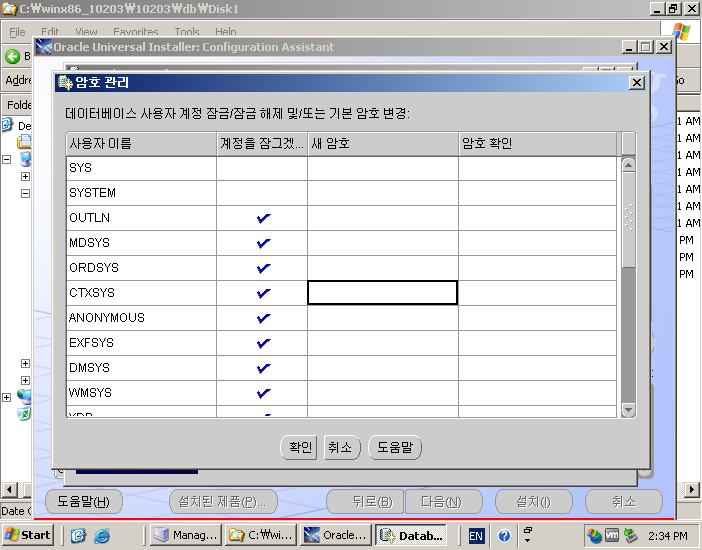 C:₩winx86_10203₩10203₩db₩Disk1
File Edit View Favorites Tools Help
Oracle Universal Installer: Configuration Assistant
암호 관리
데이터베이스 사용자 계정 잠금/잠금 해제 및/또는 기본 암호 변경:
사용자 이름 계정을 잠그겠... 새 암호 암호 확인
SYS
SYSTEM
OUTLN
MDSYS
ORDSYS
CTXSYS
ANONYMOUS
EXFSYS
DMSYS
WMSYS
확인 취소 도움말
도움말(H) 설치된 제품(P)... 뒤로(B) 다음(N) 설치(I) 취소
Start Manag... C:₩wi... Oracle... Datab... EN 2:34 PM